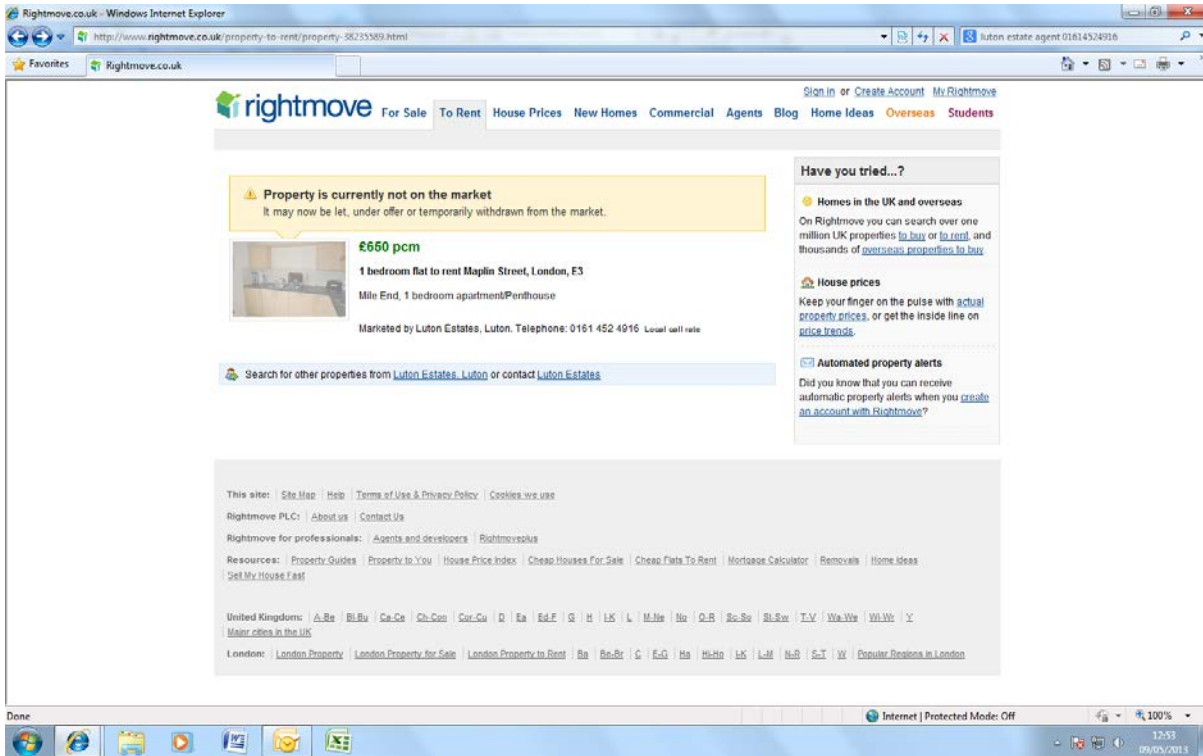 Rightmove.co.uk - Windows Internet Explorer
http://www.rightmove.co.uk/property-to-rent/property-38235589.html
luton estate agent 01614524916
Favorites
Rightmove.co.uk
Sign in or Create Account My Rightmove
rightmove
For Sale To Rent House Prices New Homes Commercial Agents Blog Home Ideas Overseas Students
Property is currently not on the market
It may now be let, under offer or temporarily withdrawn from the market.
£650 pcm
1 bedroom flat to rent Maplin Street, London, E3
Mile End, 1 bedroom apartment/Penthouse
Marketed by Luton Estates, Luton. Telephone: 0161 452 4916 Local call rate
Search for other properties from Luton Estates, Luton or contact Luton Estates
Have you tried...?
Homes in the UK and overseas
On Rightmove you can search over one
million UK properties to buy or to rent, and
thousands of overseas properties to buy.
House prices
Keep your finger on the pulse with actual
property prices, or get the inside line on
price trends.
Automated property alerts
Did you know that you can receive
automatic property alerts when you create
an account with Rightmove?
This site: Site Map Help Terms of Use & Privacy Policy Cookies we use
Rightmove PLC: About us Contact Us
Rightmove for professionals: Agents and developers Rightmoveplus
Resources: Property Guides Property to You House Price Index Cheap Houses For Sale Cheap Flats To Rent Mortgage Calculator Removals Home Ideas
Sell My House Fast
United Kingdom: A-Be Bl-Bu Ca-Ce Ch-Con Cor-Cu D Ea Ed-F G H I-K L M-Ne No O-R Sc-So St-Sw T-V Wa-We Wi-Wr Y
Major cities in the UK
London: London Property London Property for Sale London Property to Rent Ba Be-Br C E-G Ha Hi-Ho I-K L-M N-R S-T W Popular Regions in London
Done
Internet | Protected Mode: Off
100%
12:53
09/05/2013